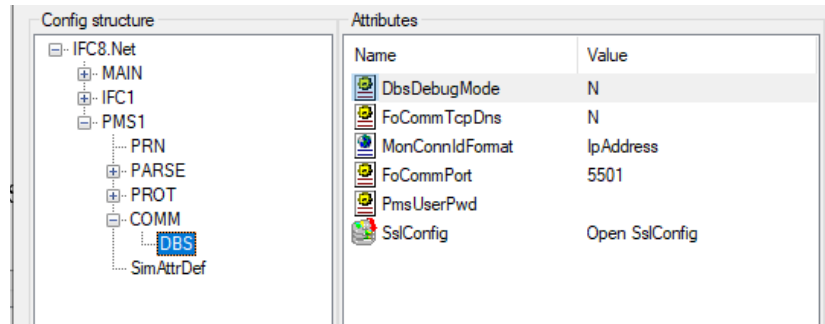 Config structure
IFC8.Net
MAIN
IFC1
PMS1
PRN
PARSE
PROT
COMM
DBS
SimAttrDef
Attributes
Name Value
DbsDebugMode N
FoCommTcpDns N
MonConnIdFormat IpAddress
FoCommPort 5501
PmsUserPwd
SslConfig Open SslConfig